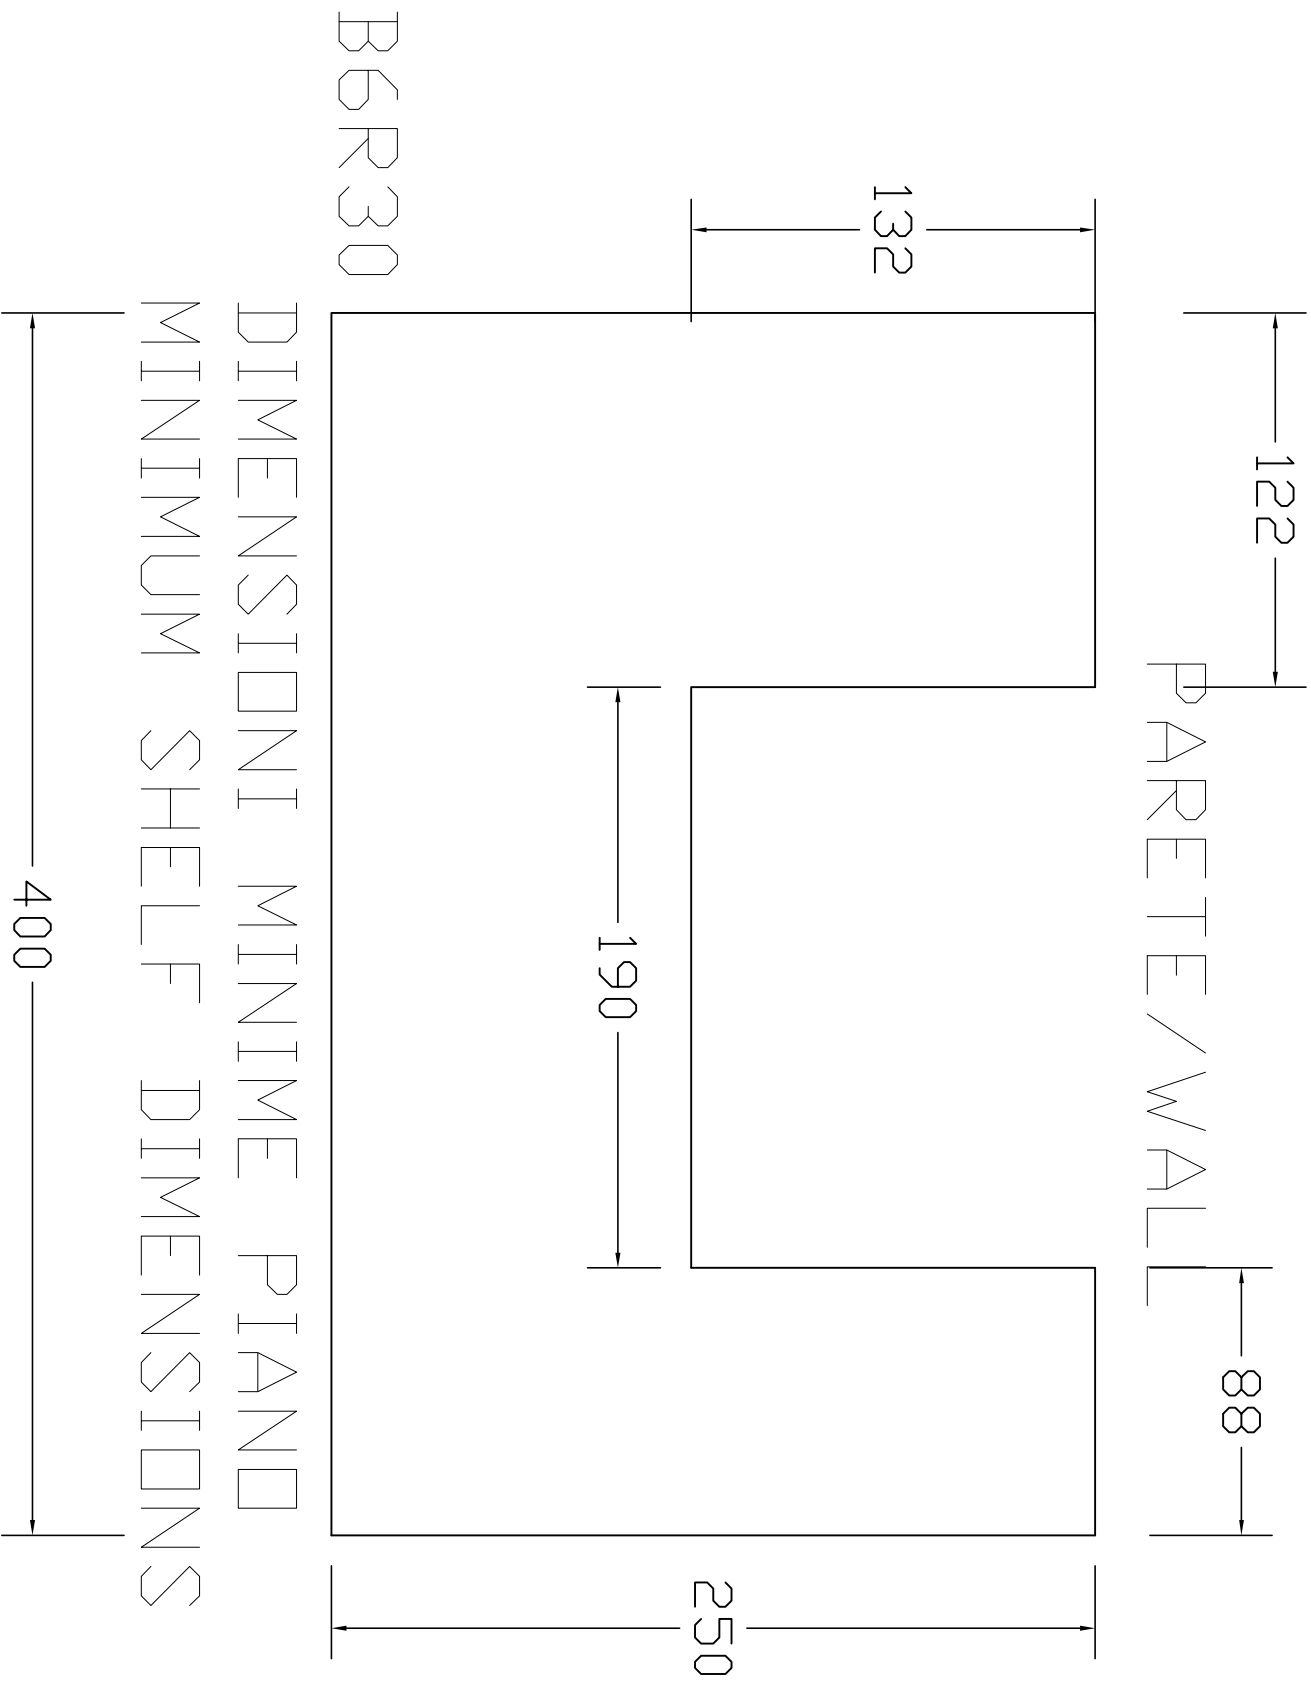 122
PARETE/WALL
88
132
190
250
B6R30
DIMENSIONI MINIME PIANO
MINIMUM SHELF DIMENSIONS
400